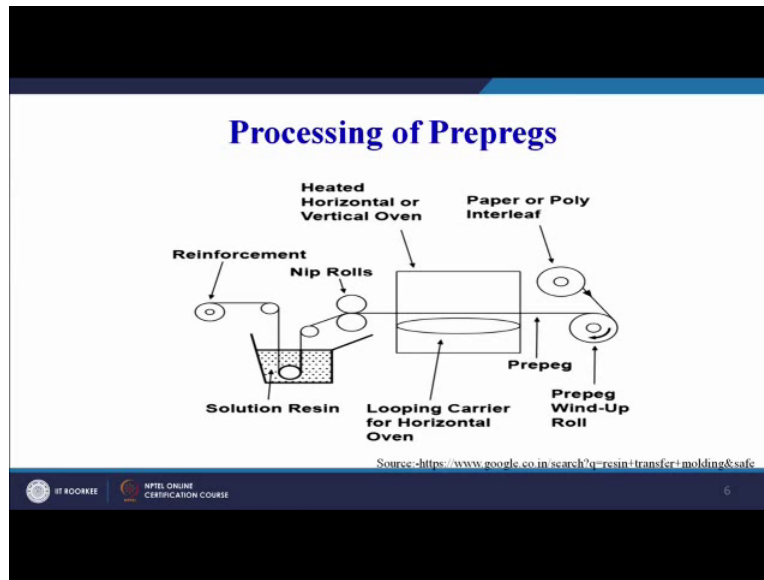 Processing of Prepregs
Heated
Horizontal or
Vertical Oven
Paper or Poly
Interleaf
Reinforcement
Nip Rolls
Solution Resin
Looping Carrier
for Horizontal
Oven
Prepeg
Prepeg
Wind-Up
Roll
Source:-https://www.google.co.in/search?q=resin+transfer+molding&safe
IIT ROORKEE
NPTEL ONLINE
CERTIFICATION COURSE
6